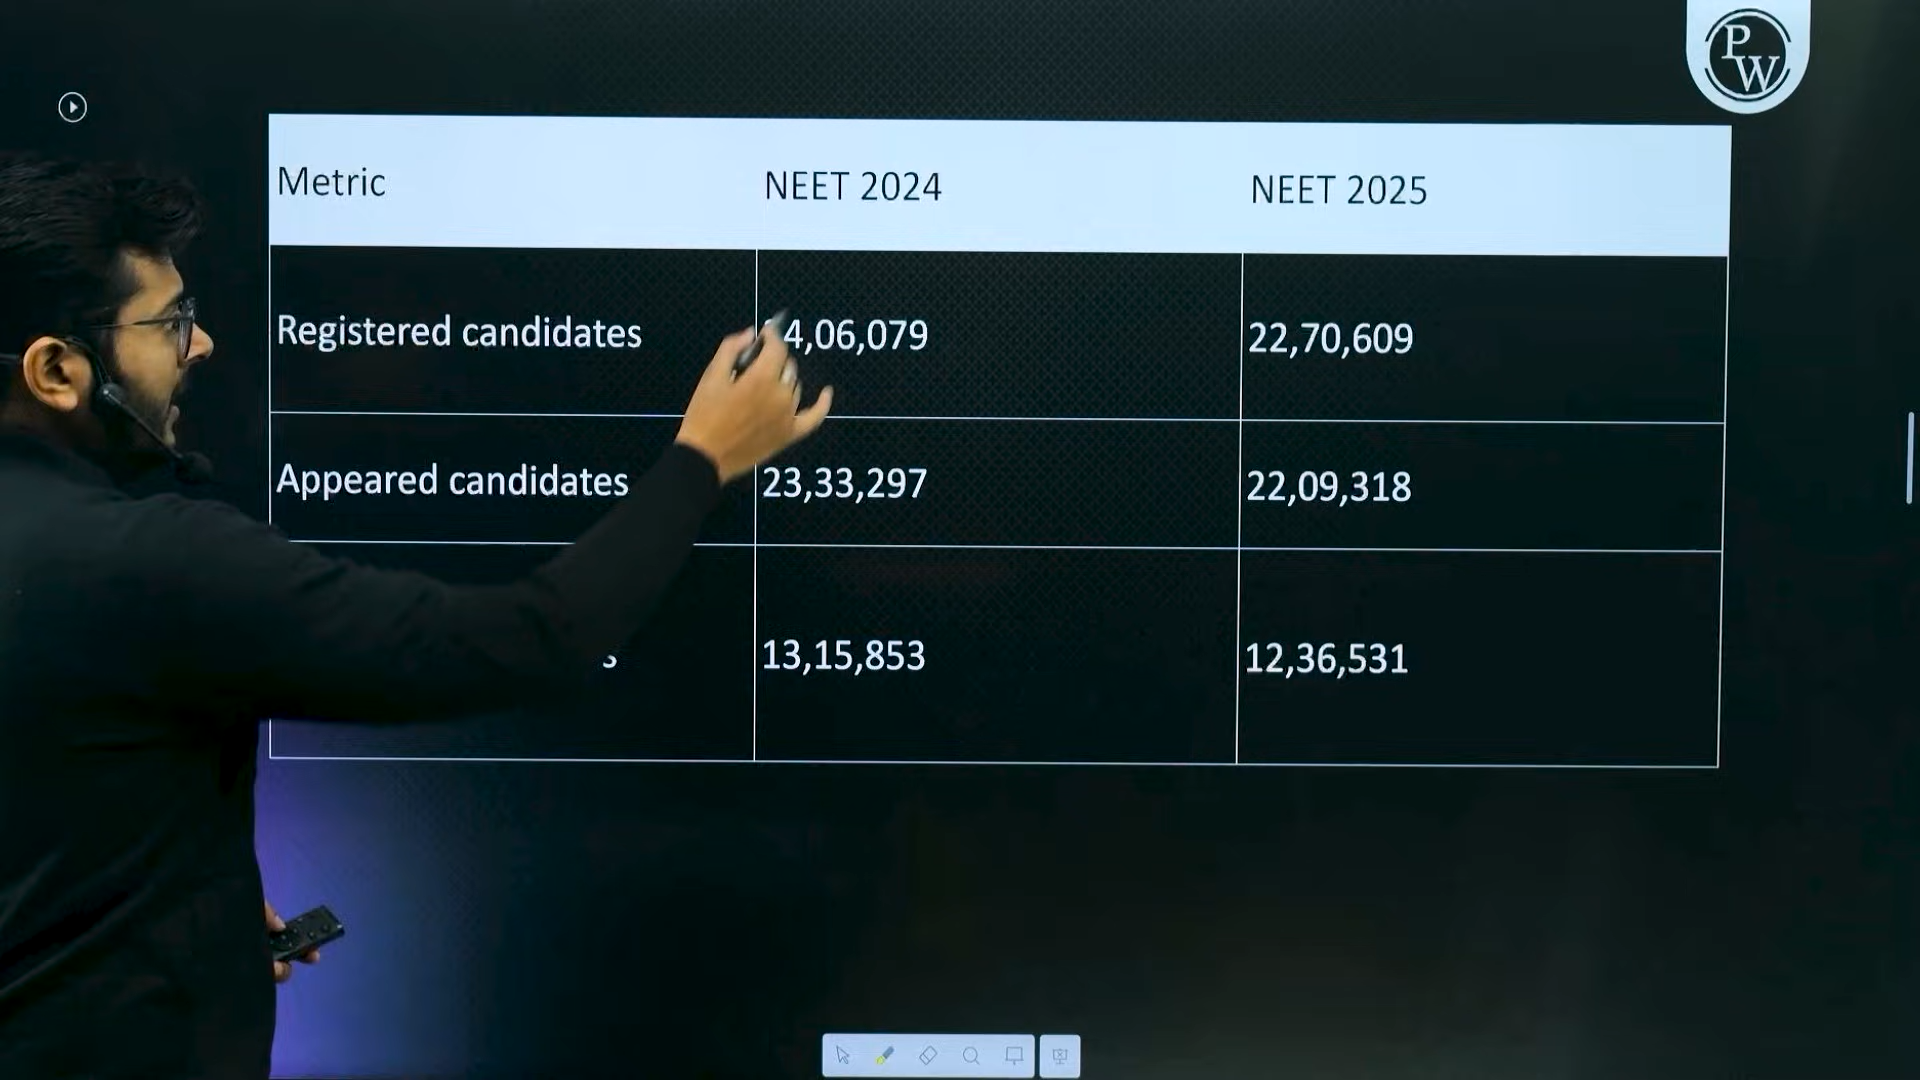 PW
Metric NEET 2024 NEET 2025
Registered candidates 4,06,079 22,70,609
Appeared candidates 23,33,297 22,09,318
13,15,853 12,36,531